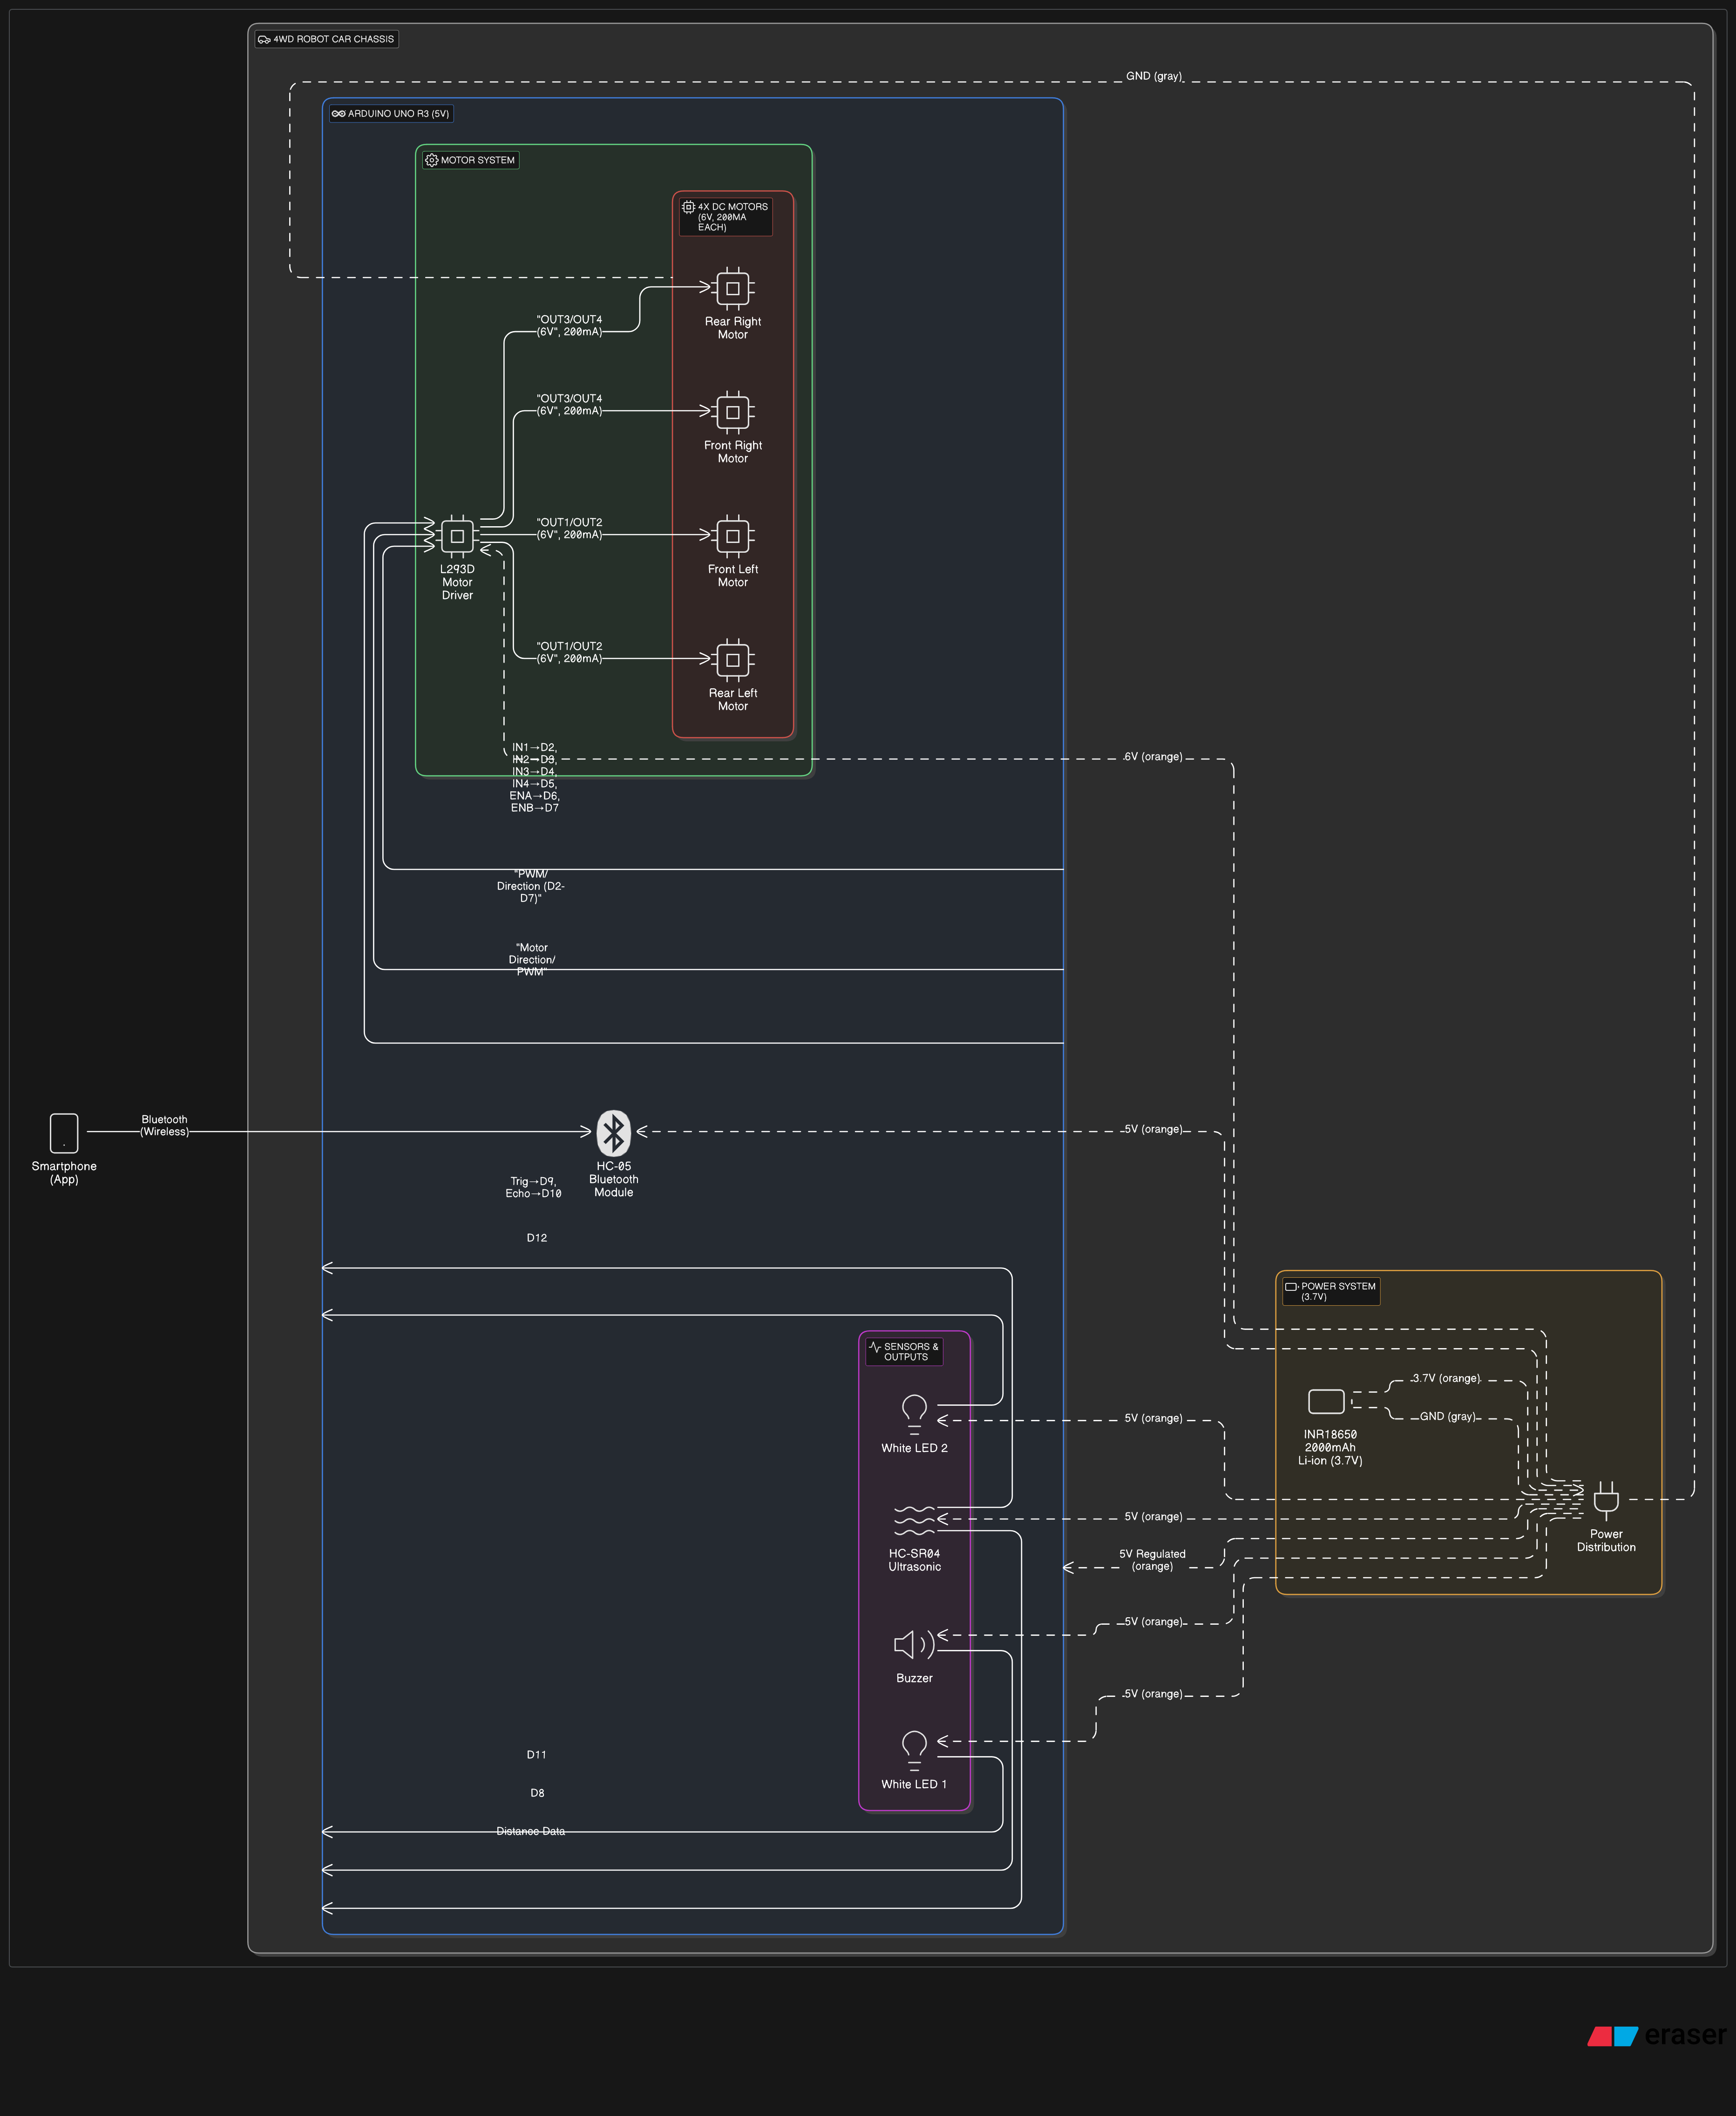 4WD ROBOT CAR CHASSIS
GND (gray)
ARDUINO UNO R3 (5V)
MOTOR SYSTEM
4X DC MOTORS
(6V, 200MA
EACH)
"OUT3/OUT4
(6V", 200mA)
Rear Right
Motor
"OUT3/OUT4
(6V", 200mA)
Front Right
Motor
"OUT1/OUT2
(6V", 200mA)
L293D
Motor
Driver
Front Left
Motor
"OUT1/OUT2
(6V", 200mA)
Rear Left
Motor
IN1→D2,
IN2→D3,
IN3→D4,
IN4→D5,
ENA→D6,
ENB→D7
6V (orange)
"PWM/
Direction (D2-
D7)"
"Motor
Direction/
PWM"
Bluetooth
(Wireless)
Smartphone
(App)
HC-05
Bluetooth
Module
5V (orange)
Trig→D9,
Echo→D10
D12
POWER SYSTEM
(3.7V)
SENSORS &
OUTPUTS
3.7V (orange)
GND (gray)
INR18650
2000mAh
Li-ion (3.7V)
White LED 2
5V (orange)
5V (orange)
Power
Distribution
HC-SR04
Ultrasonic
5V Regulated
(orange)
5V (orange)
Buzzer
5V (orange)
D11
White LED 1
D8
Distance Data
eraser